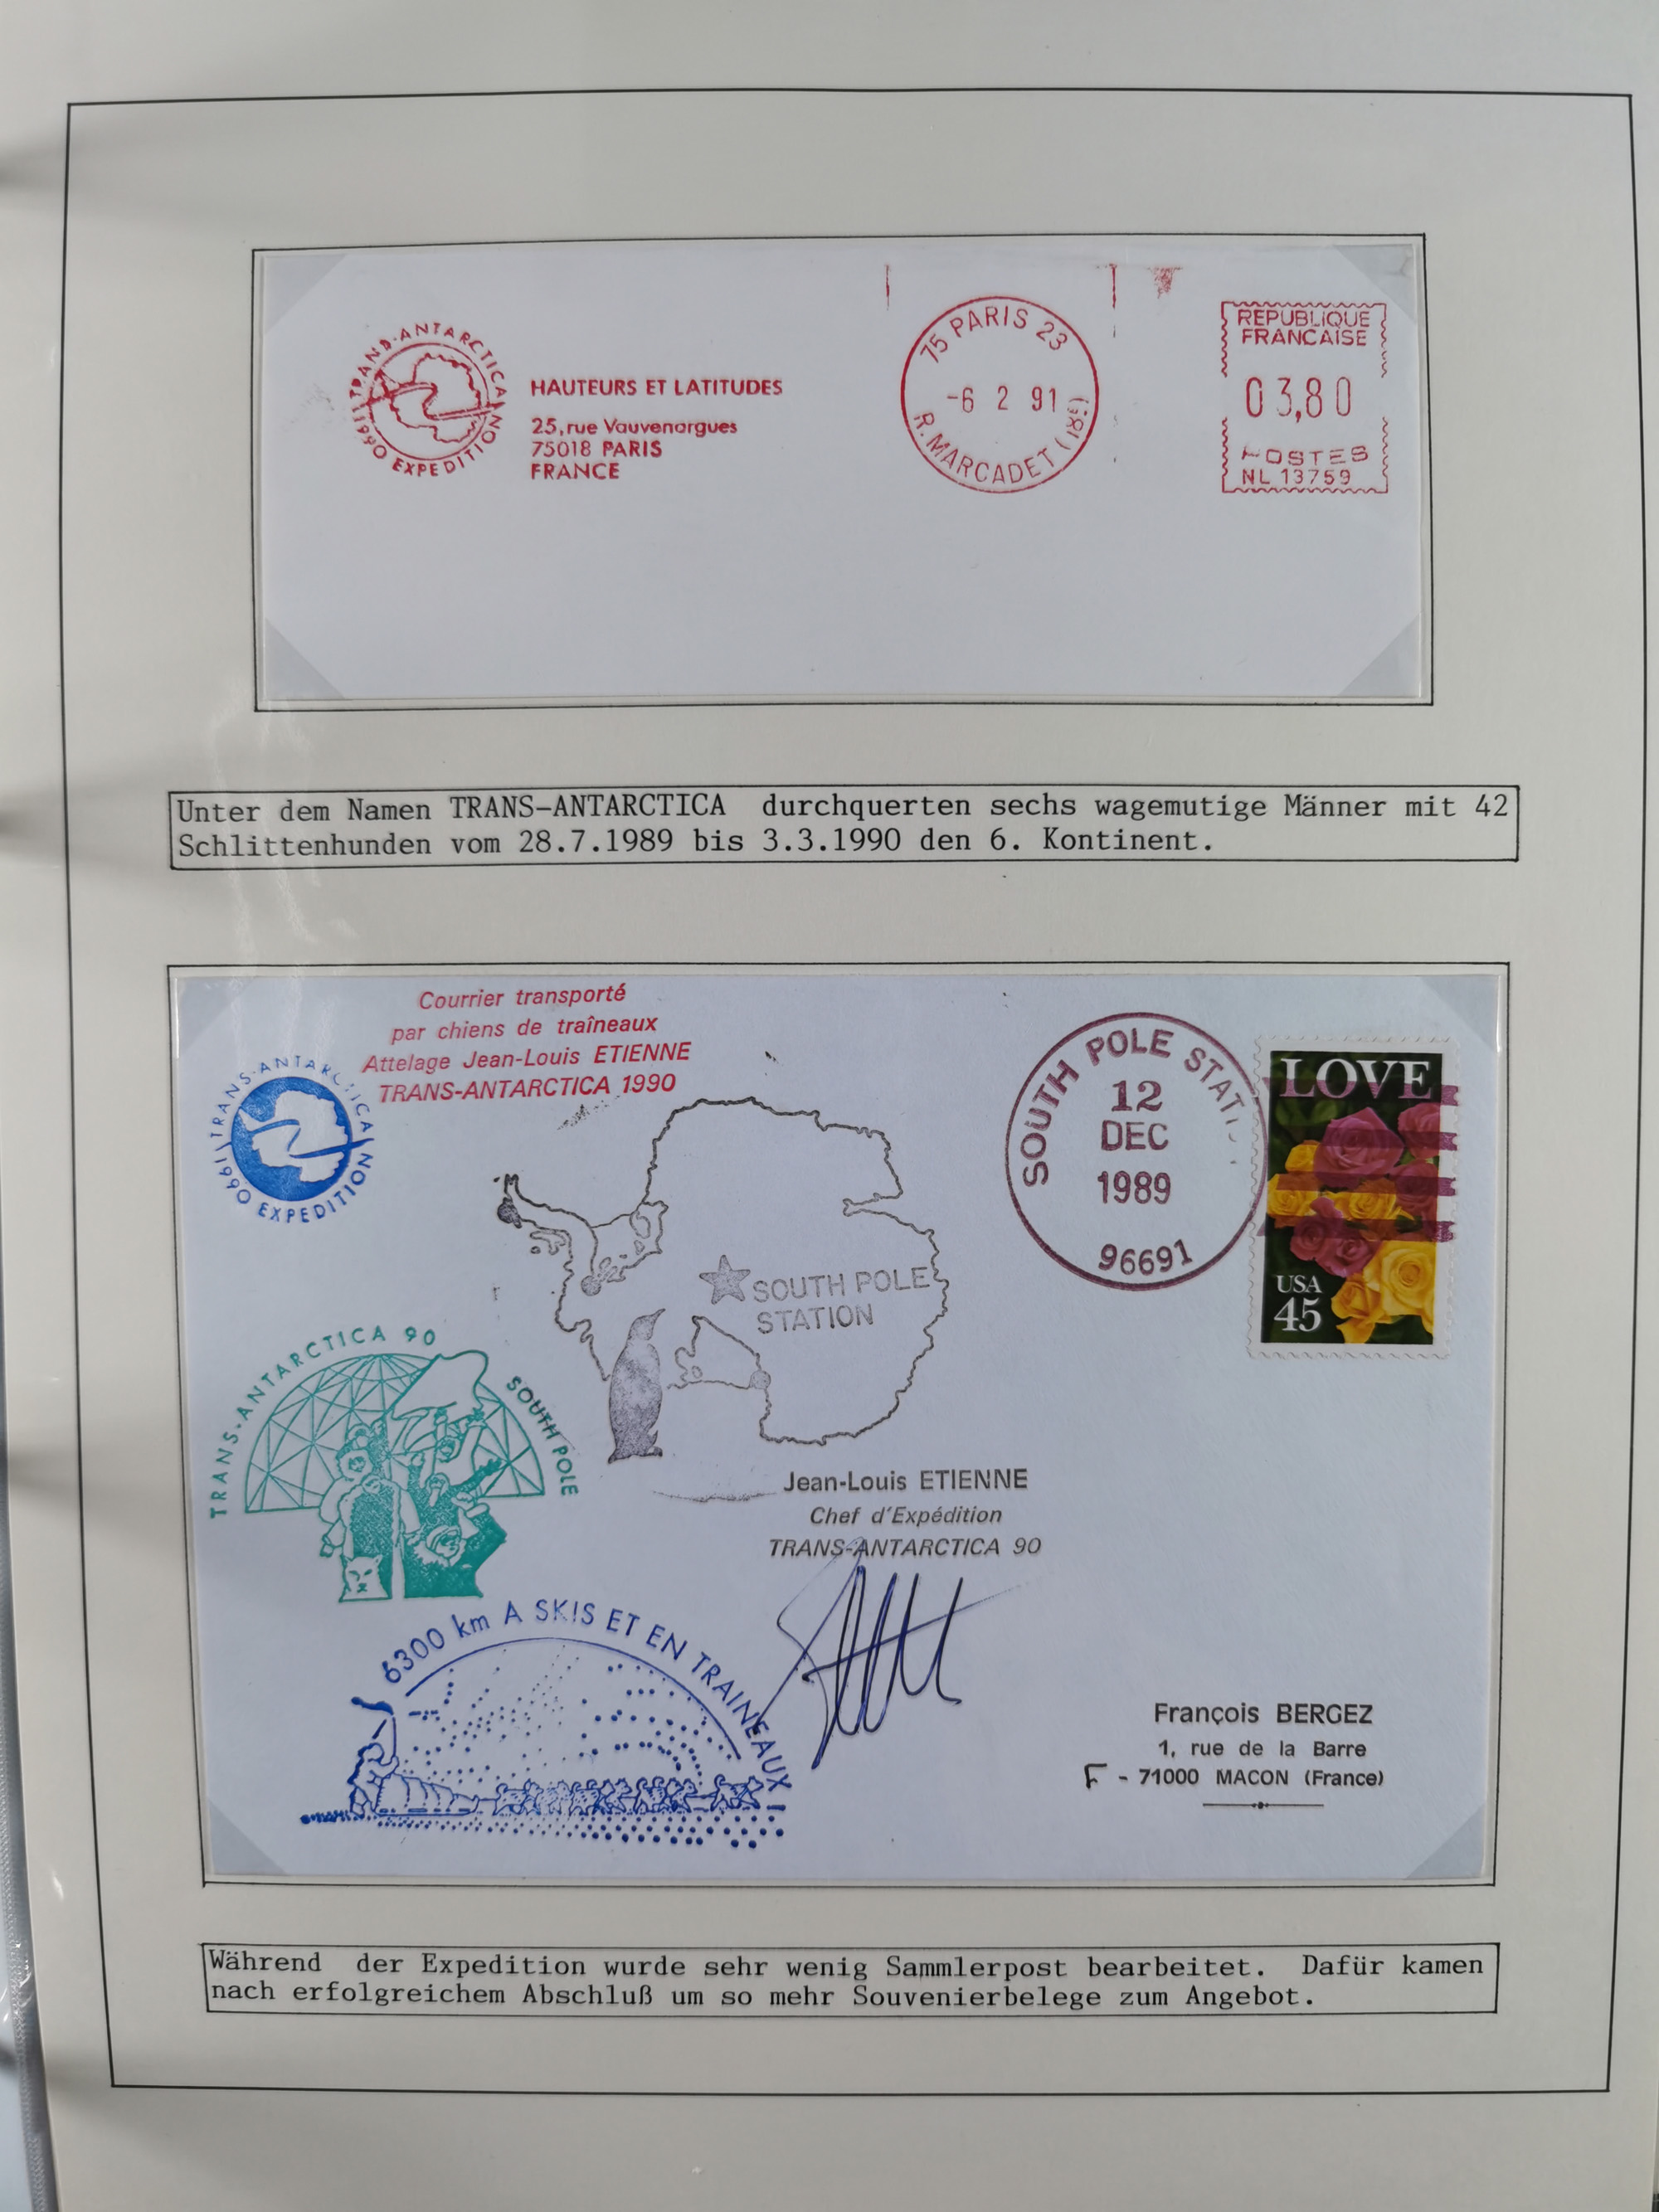 TRANS-ANTARCTICA
1990 EXPEDITION
HAUTEURS ET LATITUDES
25, rue Vauvenargues
75018 PARIS
FRANCE
75 PARIS 23
-6 2 91
R. MARCADET (18E)
REPUBLIQUE
FRANCAISE
03,80
POSTES
NL 13759
Unter dem Namen TRANS-ANTARCTICA durchquerten sechs wagemutige Männer mit 42
Schlittenhunden vom 28.7.1989 bis 3.3.1990 den 6. Kontinent.
Courrier transporté
par chiens de traîneaux
Attelage Jean-Louis ETIENNE
TRANS-ANTARCTICA 1990
TRANS-ANTARCTICA
1990 EXPEDITION
SOUTH POLE STATI
12
DEC
1989
96691
LOVE
USA
45
SOUTH POLE
STATION
TRANS-ANTARCTICA 90
SOUTH POLE
Jean-Louis ETIENNE
Chef d'Expédition
TRANS-ANTARCTICA 90
6300 km A SKIS ET EN TRAINEAUX
François BERGEZ
1, rue de la Barre
F - 71000 MACON (France)
Während der Expedition wurde sehr wenig Sammlerpost bearbeitet. Dafür kamen
nach erfolgreichem Abschluß um so mehr Souvenierbelege zum Angebot.